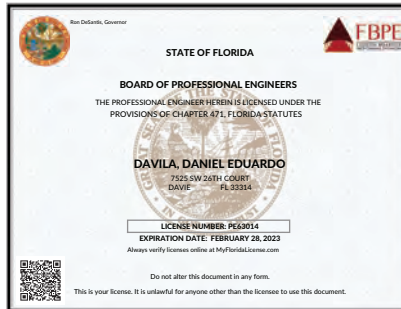 Ron DeSantis, Governor
FBPE
STATE OF FLORIDA
BOARD OF PROFESSIONAL ENGINEERS
THE PROFESSIONAL ENGINEER HEREIN IS LICENSED UNDER THE
PROVISIONS OF CHAPTER 471, FLORIDA STATUTES
DAVILA, DANIEL EDUARDO
7525 SW 26TH COURT
DAVIE FL 33314
LICENSE NUMBER: PE63014
EXPIRATION DATE: FEBRUARY 28, 2023
Always verify licenses online at MyFloridaLicense.com
Do not alter this document in any form.
This is your license. It is unlawful for anyone other than the licensee to use this document.